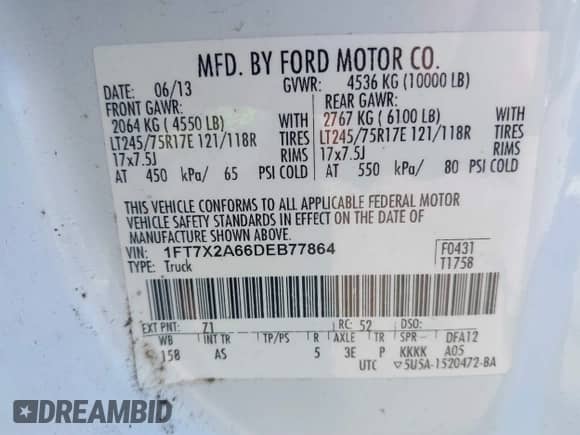 MFD. BY FORD MOTOR CO.
DATE: 06/13 GVWR: 4536 KG (10000 LB)
FRONT GAWR: REAR GAWR:
2064 KG ( 4550 LB) WITH 2767 KG ( 6100 LB) WITH
LT245/75R17E 121/118R TIRES LT245/75R17E 121/118R TIRES
17x7.5J RIMS 17x7.5J RIMS
AT 450 kPa/ 65 PSI COLD AT 550 kPa/ 80 PSI COLD
THIS VEHICLE CONFORMS TO ALL APPLICABLE FEDERAL MOTOR
VEHICLE SAFETY STANDARDS IN EFFECT ON THE DATE OF
MANUFACTURE SHOWN ABOVE.
VIN: 1FT7X2A66DEB77864 F0431
TYPE: Truck T1758
EXT PNT: Z1 RC: 52 DSO:
WB INT TR TP/PS R AXLE TR SPR DFA12
158 AS 5 3E P KKKK A05
UTC ▽5USA-1520472-BA
DREAMBID